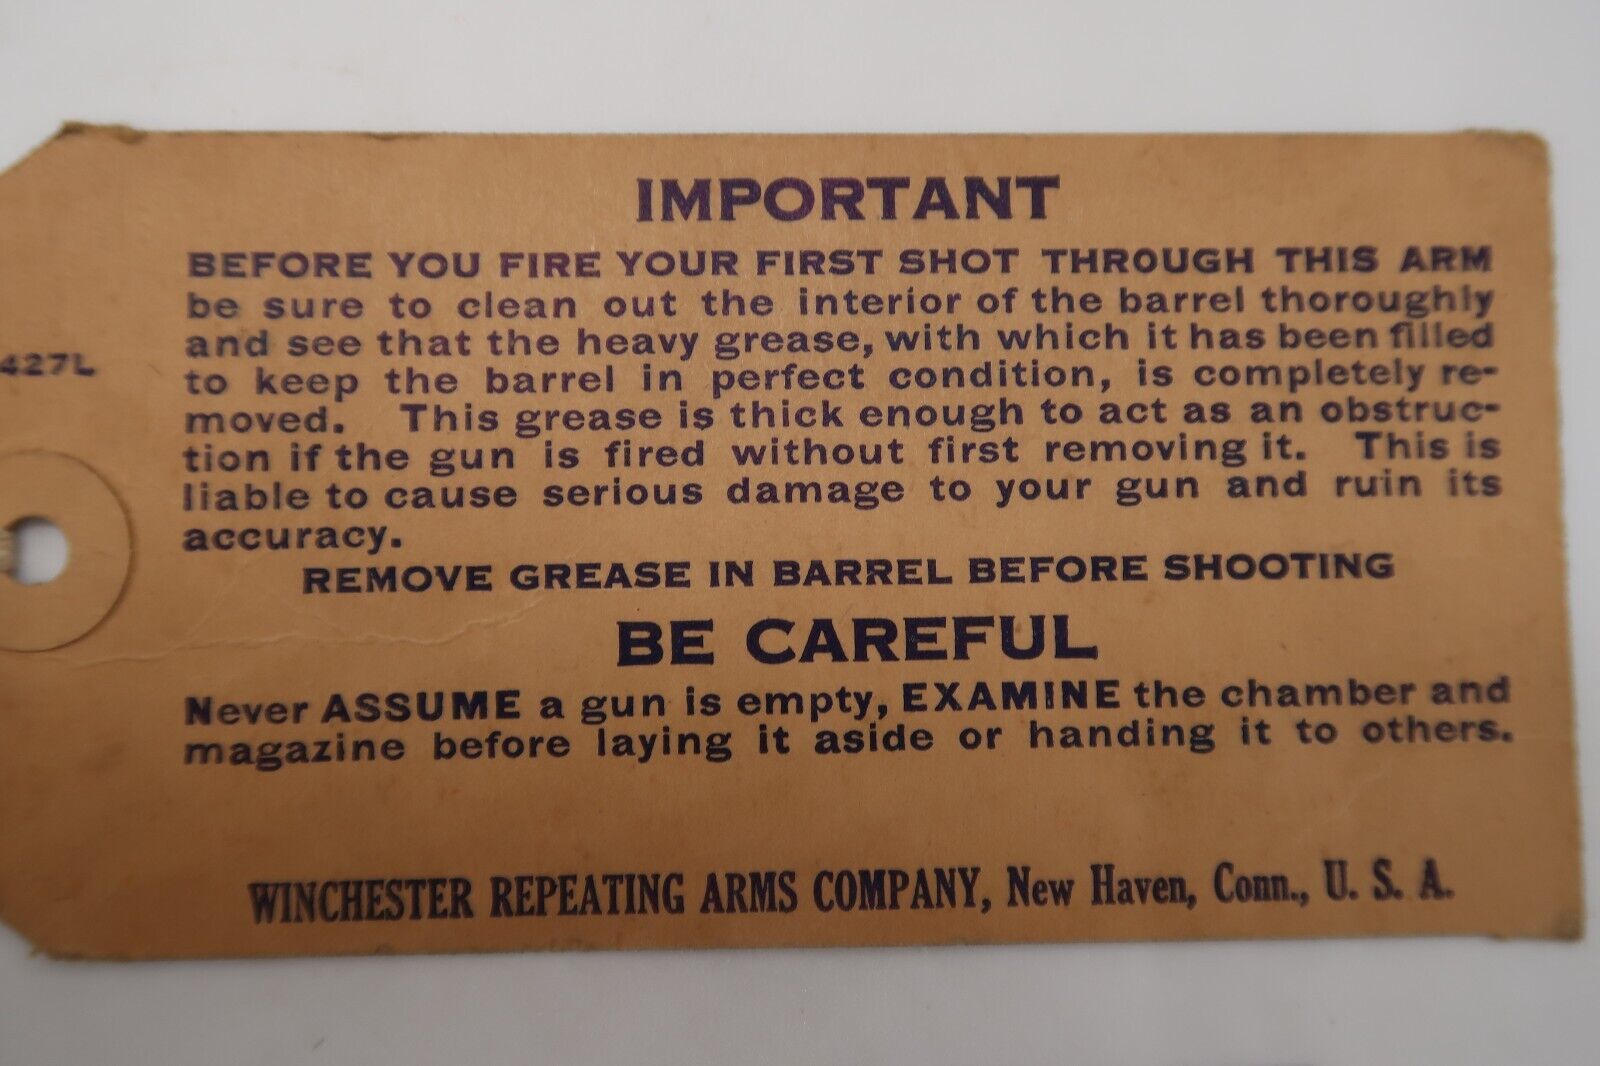 IMPORTANT
BEFORE YOU FIRE YOUR FIRST SHOT THROUGH THIS ARM
be sure to clean out the interior of the barrel thoroughly
and see that the heavy grease, with which it has been filled
to keep the barrel in perfect condition, is completely re-
moved. This grease is thick enough to act as an obstruc-
tion if the gun is fired without first removing it. This is
liable to cause serious damage to your gun and ruin its
accuracy.
REMOVE GREASE IN BARREL BEFORE SHOOTING
BE CAREFUL
Never ASSUME a gun is empty, EXAMINE the chamber and
magazine before laying it aside or handing it to others.
WINCHESTER REPEATING ARMS COMPANY, New Haven, Conn., U. S. A.
427L